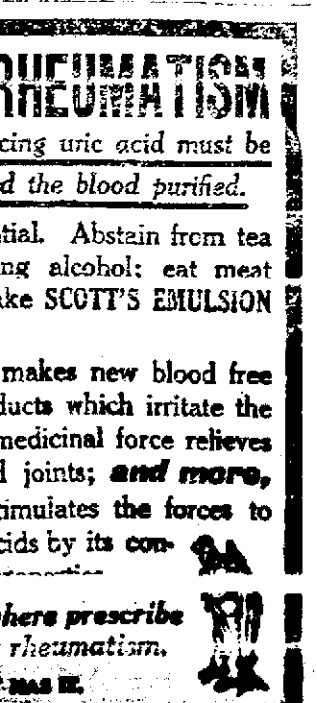 RHEUMATISM
cing uric acid must be
d the blood purified.
tial. Abstain from tea
ng alcohol; eat meat
ake SCOTT'S EMULSION
makes new blood free
ducts which irritate the
medicinal force relieves
d joints; and more,
timulates the forces to
cids by its con-
here prescribe
rheumatism.
HAS IT.